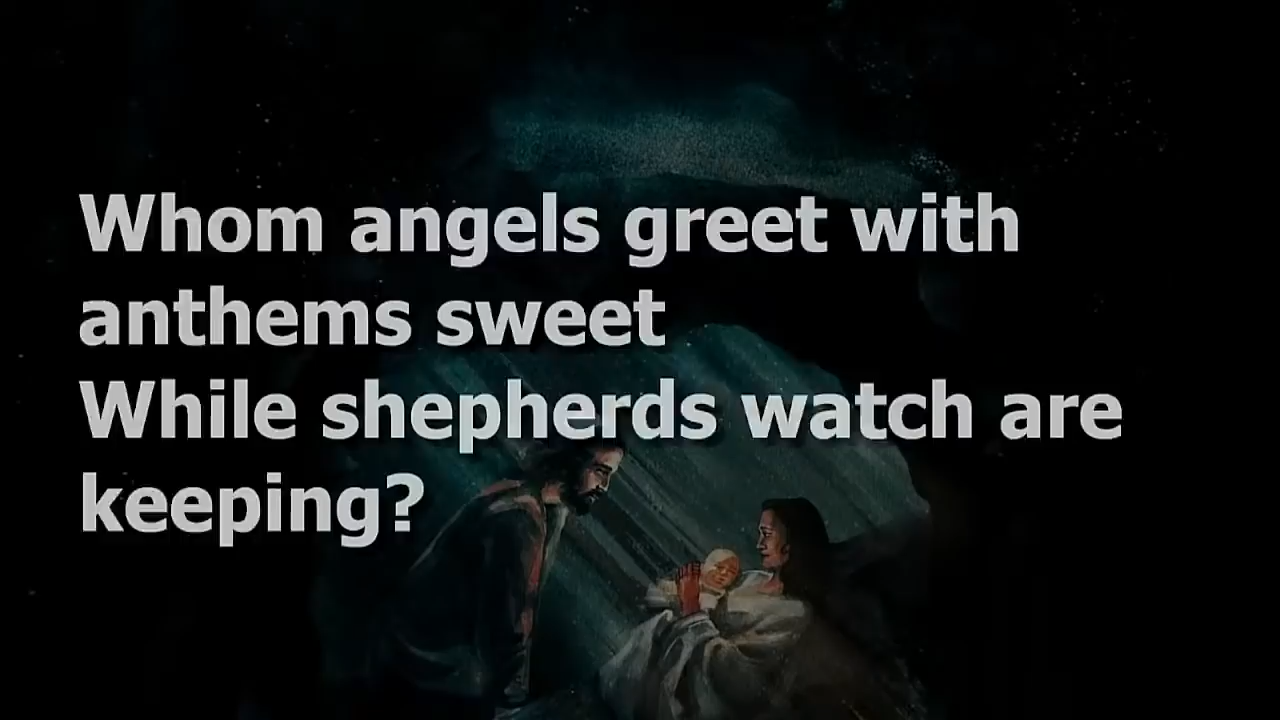 Whom angels greet with
anthems sweet
While shepherds watch are
keeping?